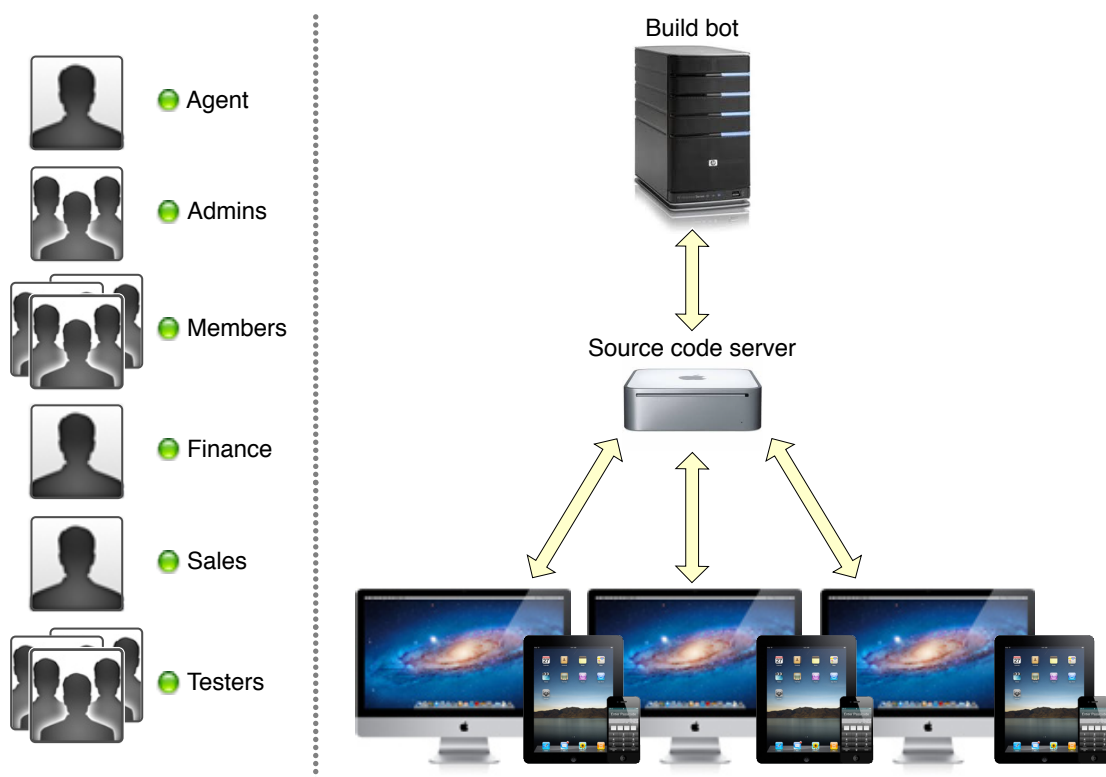 Build bot
Agent
Admins
Members
Source code server
Finance
Sales
Testers